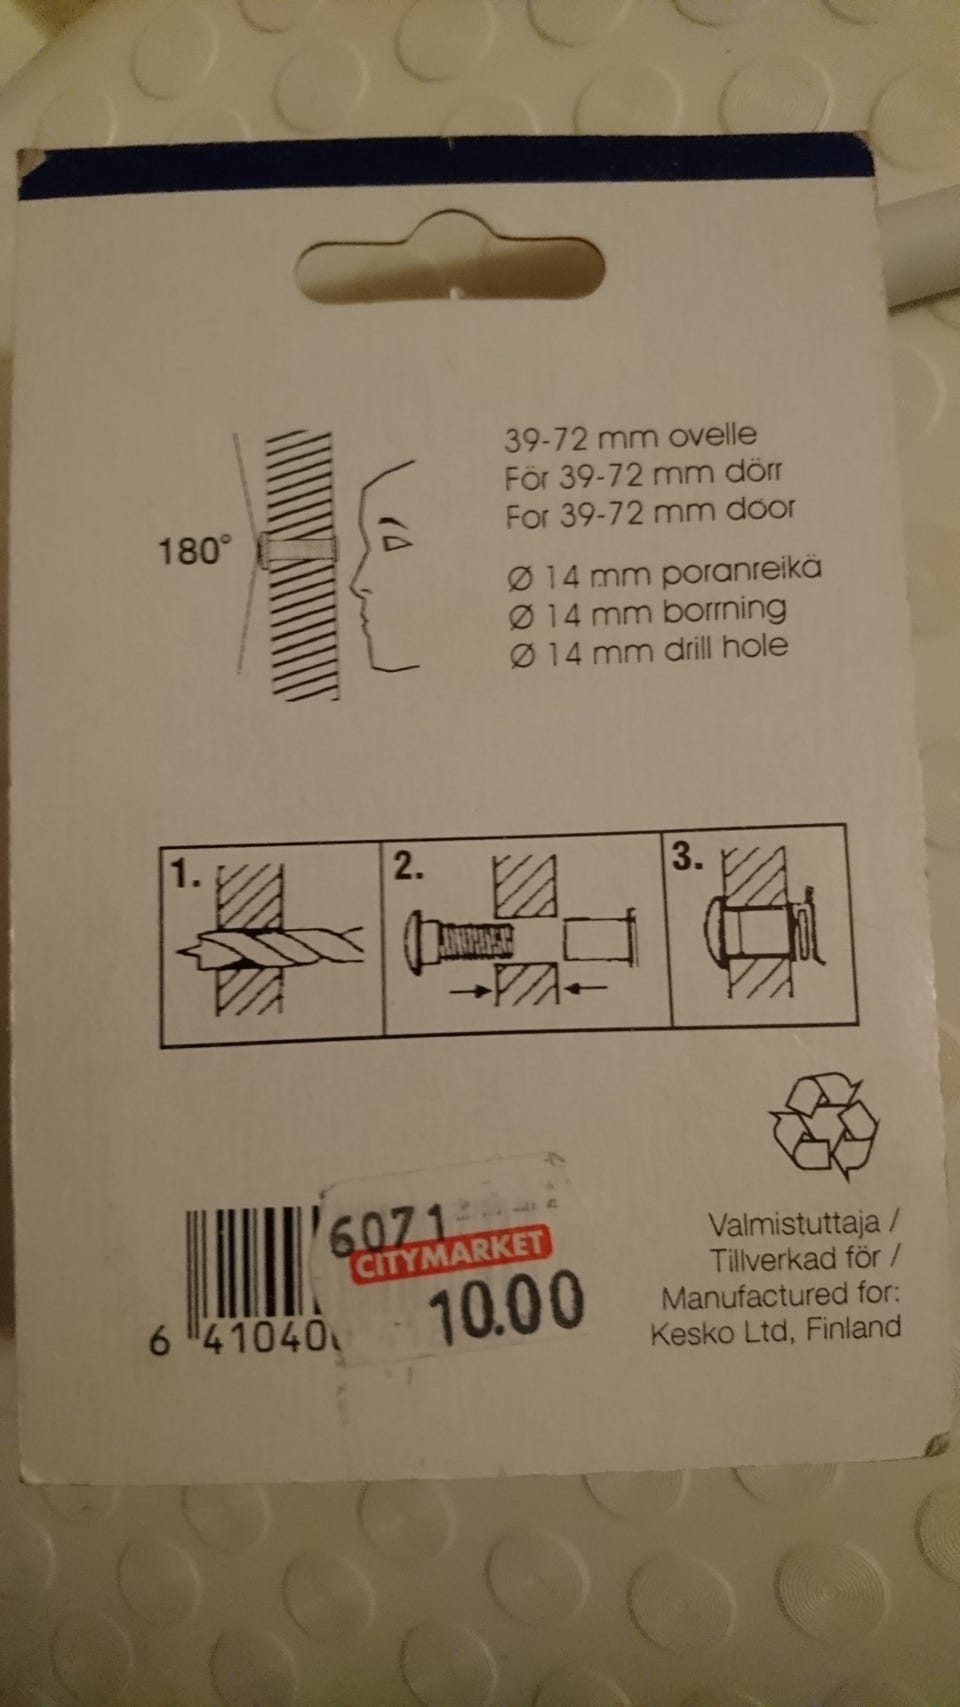 39-72 mm ovelle
För 39-72 mm dörr
For 39-72 mm door
180°
Ø 14 mm poranreikä
Ø 14 mm borrning
Ø 14 mm drill hole
1.
2.
3.
6071
CITYMARKET
10.00
6 41040
Valmistuttaja /
Tillverkad för /
Manufactured for:
Kesko Ltd, Finland